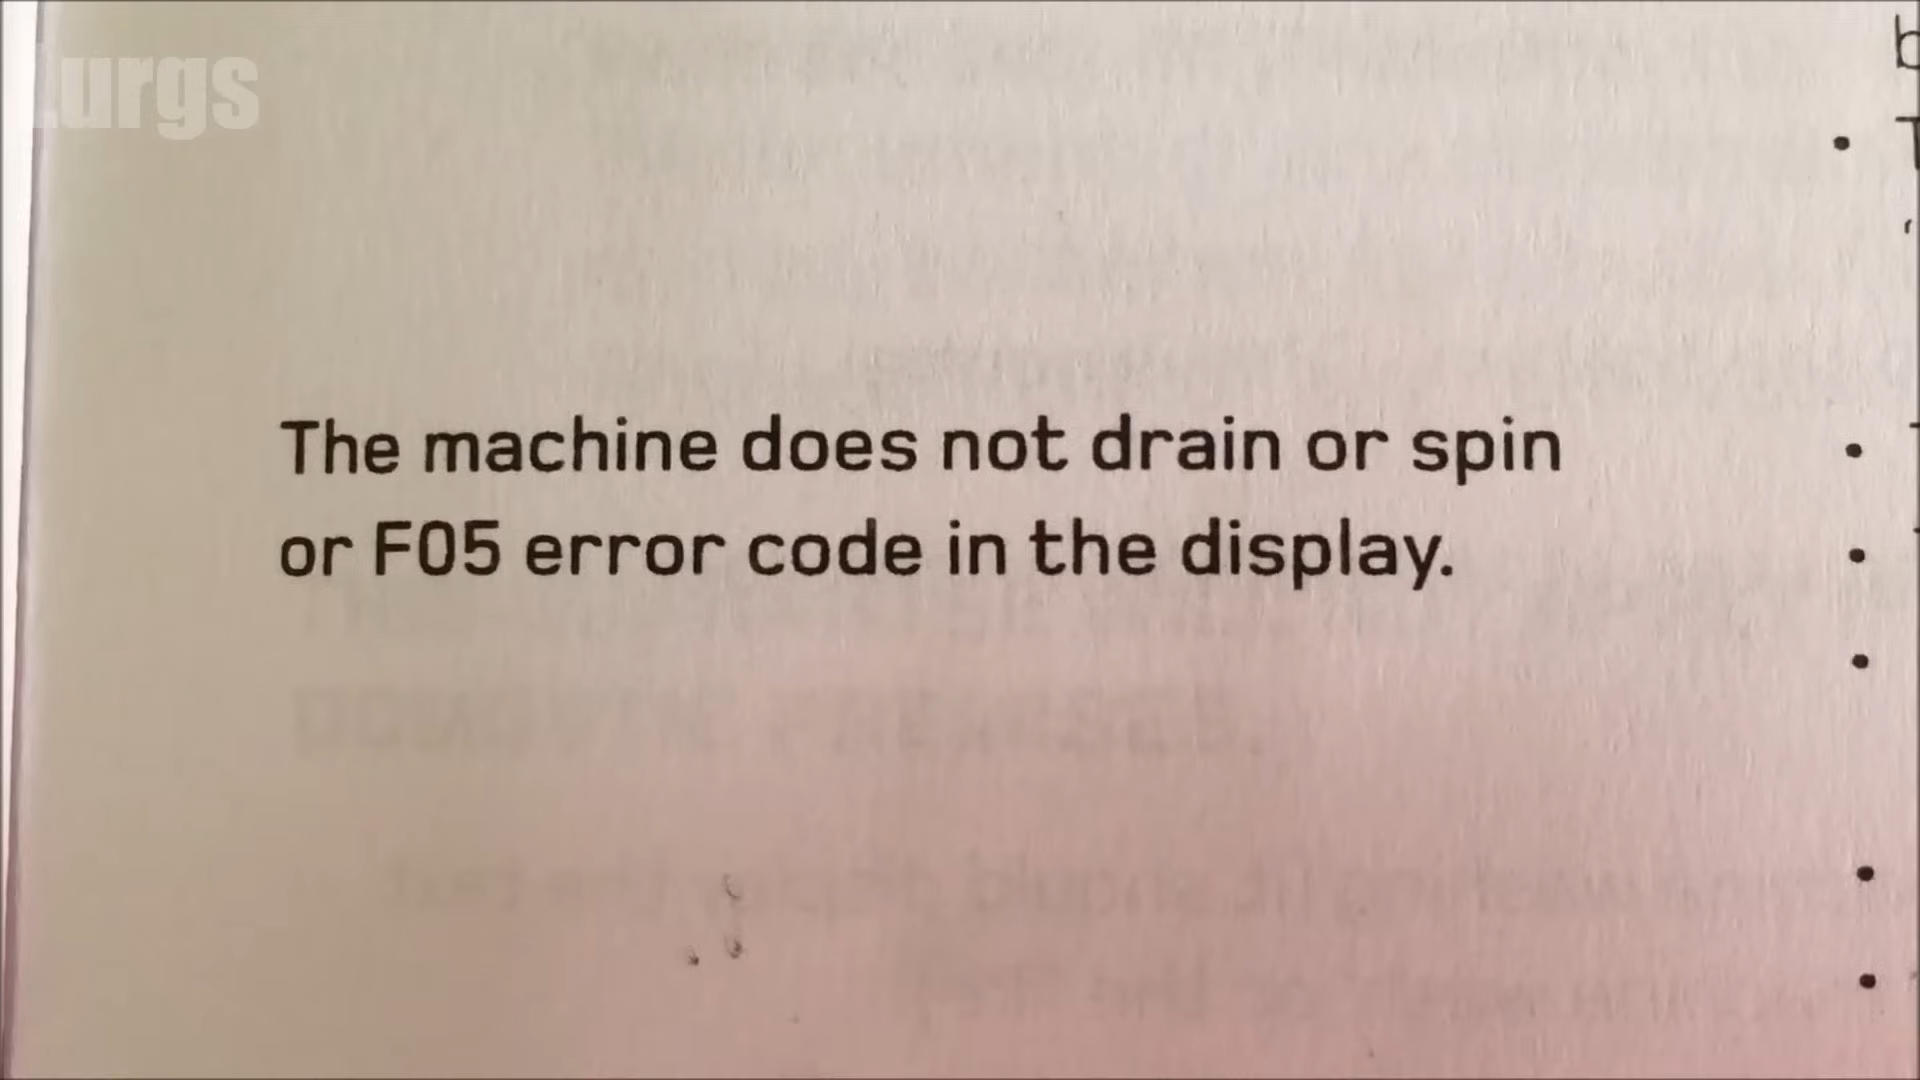 urgs
The machine does not drain or spin
or F05 error code in the display.